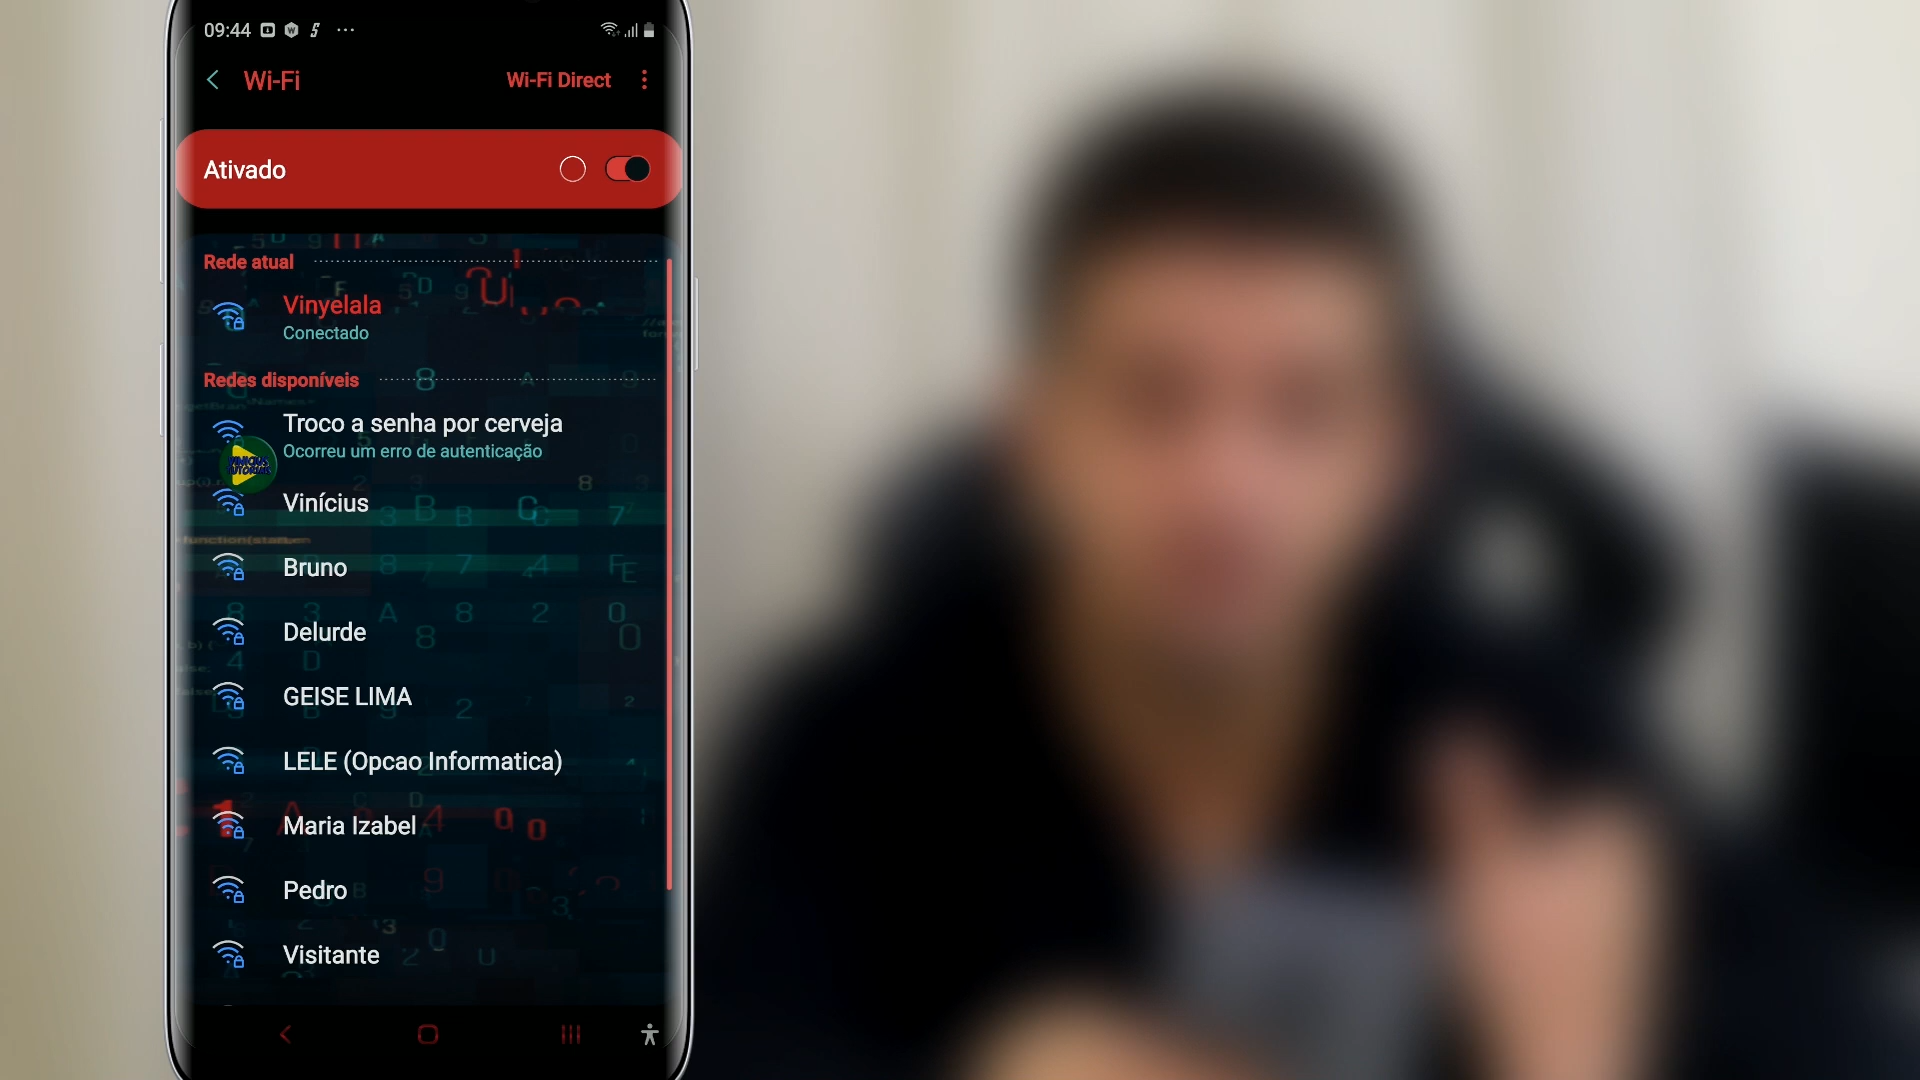 09:44
Wi-Fi
Wi-Fi Direct
Ativado
Rede atual
Vinyelala
Conectado
Redes disponíveis
Troco a senha por cerveja
Ocorreu um erro de autenticação
Vinícius
Bruno
Delurde
GEISE LIMA
LELE (Opcao Informatica)
Maria Izabel
Pedro
Visitante